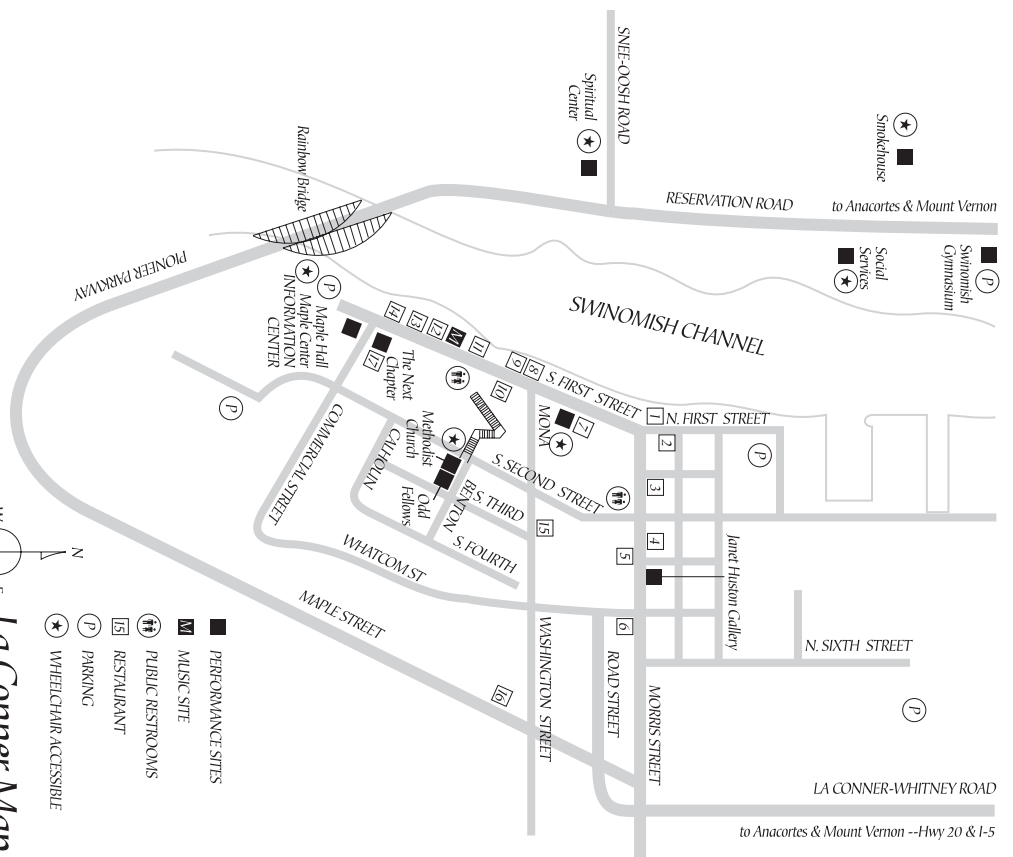 SNEE-OOSH ROAD
Spiritual
Center
Smokehouse
RESERVATION ROAD
to Anacortes & Mount Vernon
Social
Services
Swinomish
Gymnasium
P
Rainbow Bridge
PIONEER PARKWAY
SWINOMISH CHANNEL
P
Maple Hall
Maple Center
INFORMATION
CENTER
14
13
12
M
11
9
8
10
17
The Next
Chapter
S. FIRST STREET
1
N. FIRST STREET
2
3
4
5
6
7
MONA
P
P
Methodist
Church
Odd
Fellows
CALHOUN
COMMERCIAL STREET
BENTON
S. SECOND STREET
S. THIRD
S. FOURTH
15
WHATCOM ST
MAPLE STREET
16
WASHINGTON STREET
ROAD STREET
MORRIS STREET
Janet Huston Gallery
N. SIXTH STREET
P
LA CONNER-WHITNEY ROAD
to Anacortes & Mount Vernon --Hwy 20 & I-5
N
PERFORMANCE SITES
M MUSIC SITE
PUBLIC RESTROOMS
15 RESTAURANT
P PARKING
WHEELCHAIR ACCESSIBLE
La Conner Map